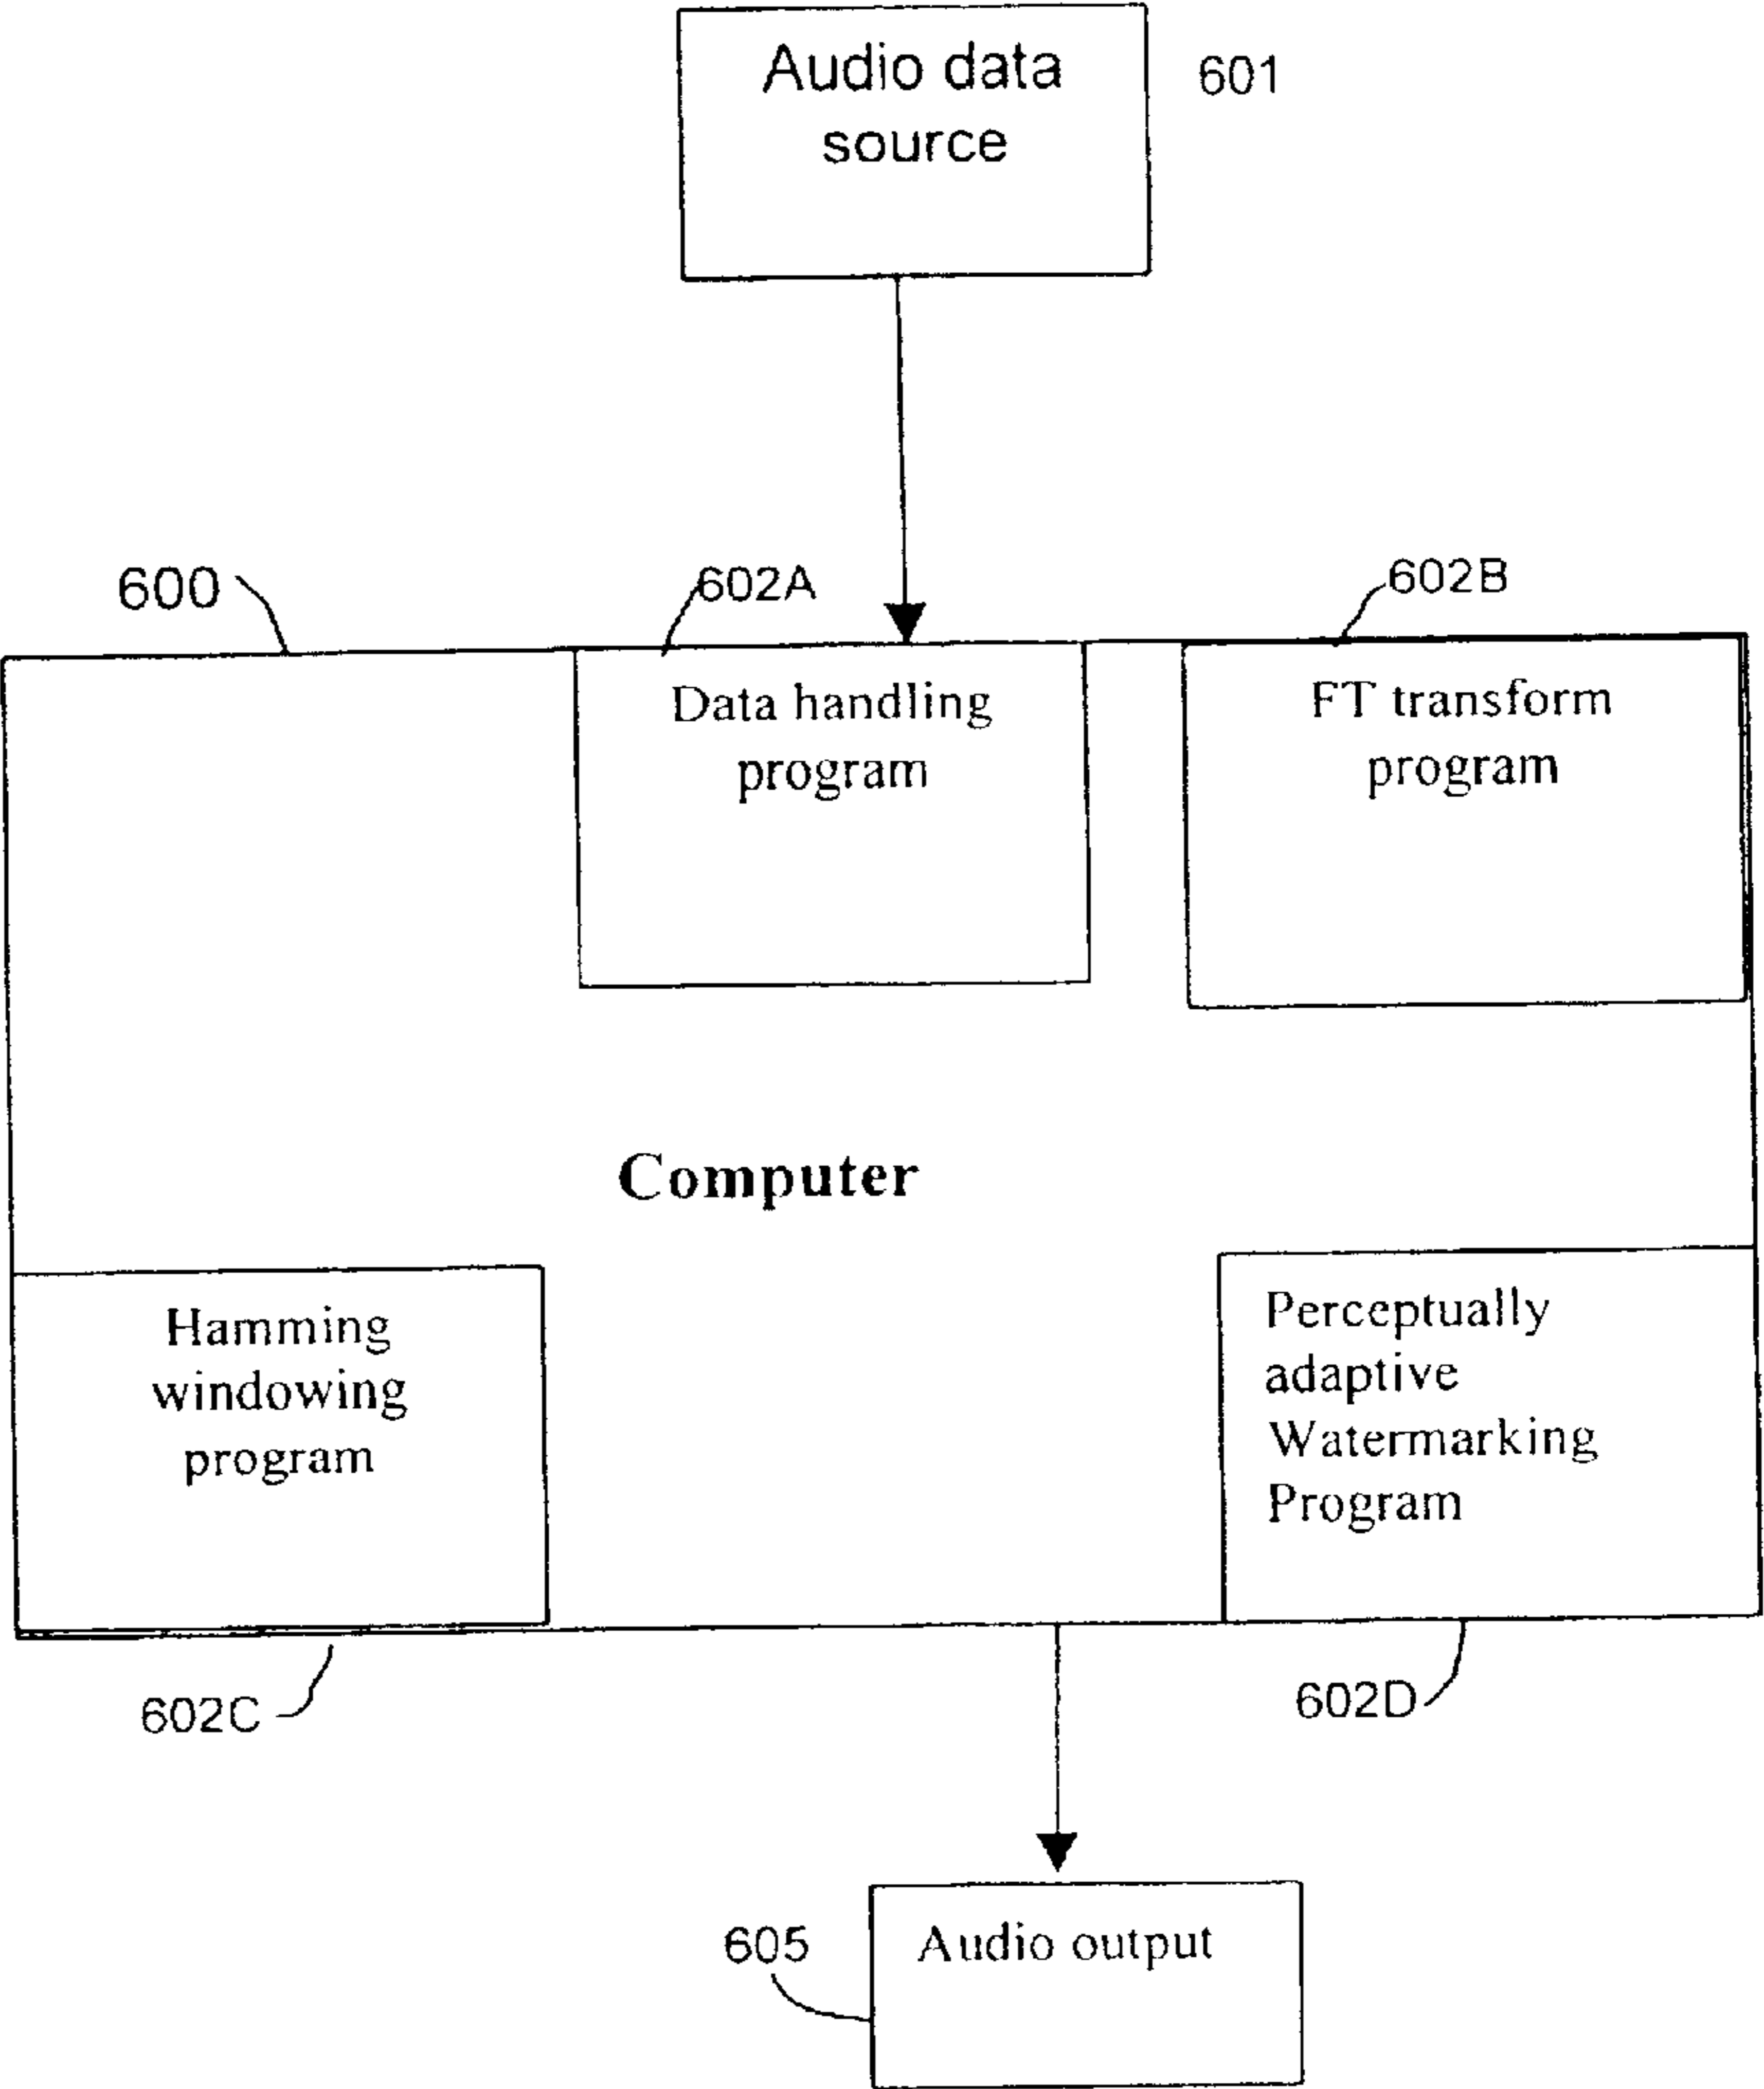 Audio data
source
601
600
602A
602B
Data handling
program
FT transform
program
Computer
Hamming
windowing
program
Perceptually
adaptive
Watermarking
Program
602C
602D
605
Audio output